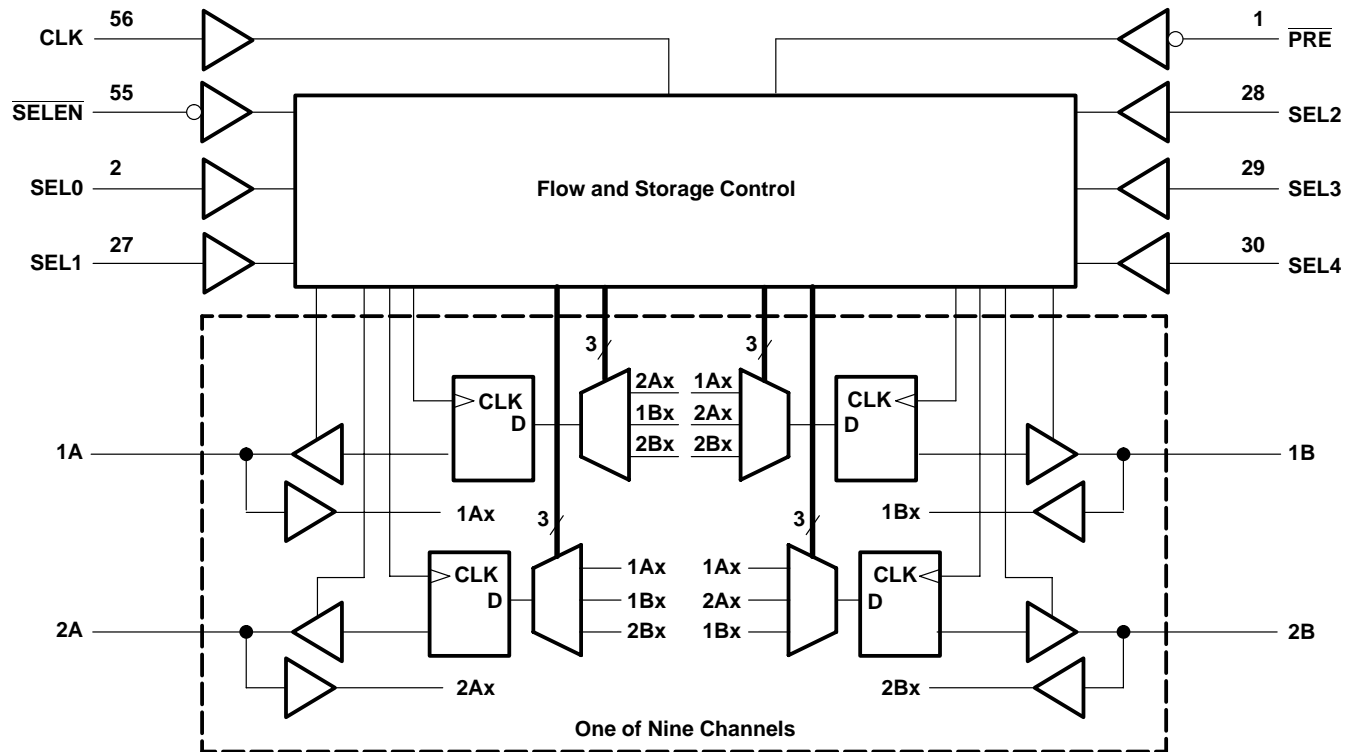 CLK 56
1 PRE
SELEN 55
28 SEL2
SEL0 2
Flow and Storage Control
29 SEL3
SEL1 27
30 SEL4
3
3
CLK
D
2Ax
1Bx
2Bx
1Ax
2Ax
2Bx
CLK
D
1A
1B
1Ax
3
3
1Bx
CLK
D
1Ax
1Bx
2Bx
1Ax
2Ax
1Bx
CLK
D
2A
2B
2Ax
2Bx
One of Nine Channels